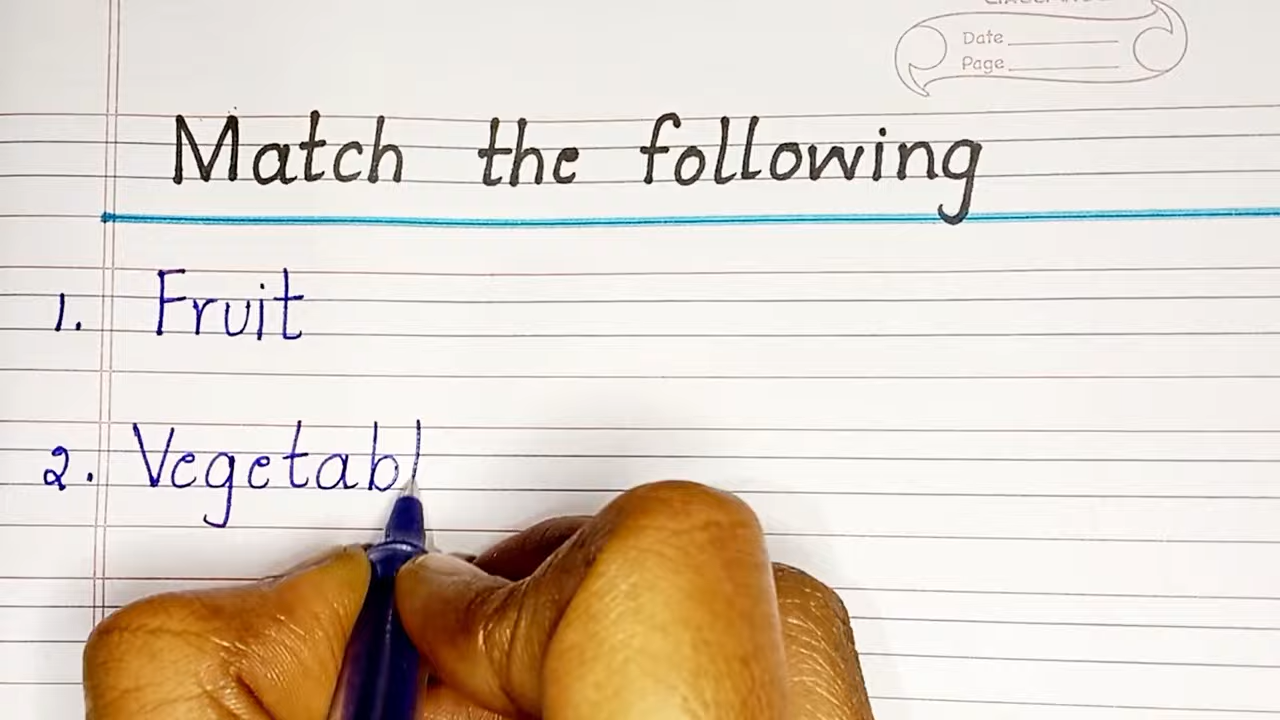 Date
Page
Match the following
1. Fruit
2. Vegetabl